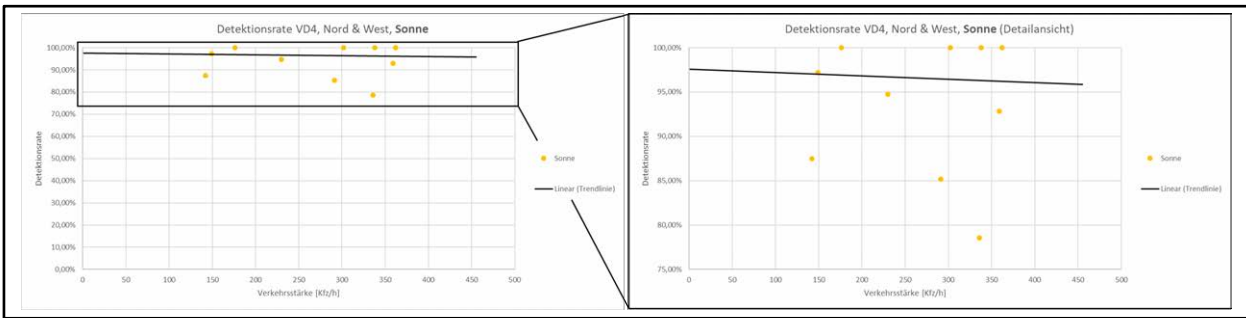 Detektionsrate VD4, Nord & West, Sonne
100,00%
90,00%
80,00%
70,00%
60,00%
50,00%
40,00%
30,00%
20,00%
10,00%
0,00%
Detektionsrate
0 50 100 150 200 250 300 350 400 450 500
Verkehrsstärke [Kfz/h]
Sonne
Linear (Trendlinie)
Detektionsrate VD4, Nord & West, Sonne (Detailansicht)
100,00%
95,00%
90,00%
85,00%
80,00%
75,00%
Detektionsrate
0 50 100 150 200 250 300 350 400 450 500
Verkehrsstärke [Kfz/h]
Sonne
Linear (Trendlinie)